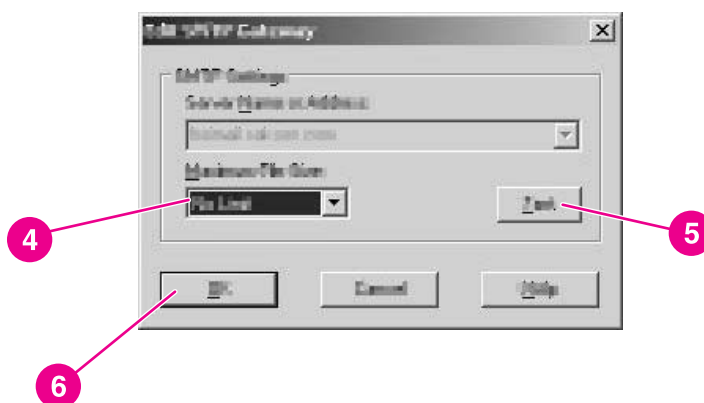 Edit SMTP Gateway
SMTP Settings
Server Name or Address:
Maximum File Size:
4
No Limit
Test
5
OK
Cancel
Help
6